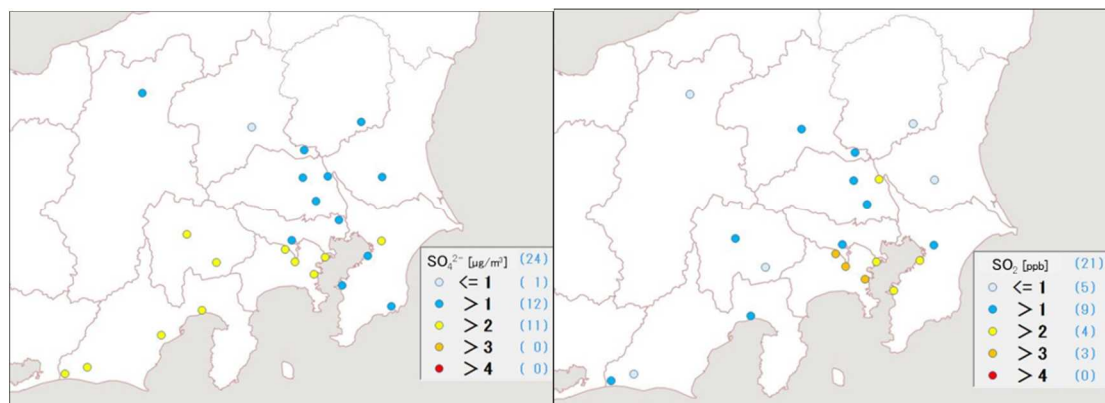 SO₄²⁻ [μg/m³] (24)
<= 1 ( 1)
> 1 (12)
> 2 (11)
> 3 ( 0)
> 4 ( 0)
SO₂ [ppb] (21)
<= 1 (5)
> 1 (9)
> 2 (4)
> 3 (3)
> 4 (0)